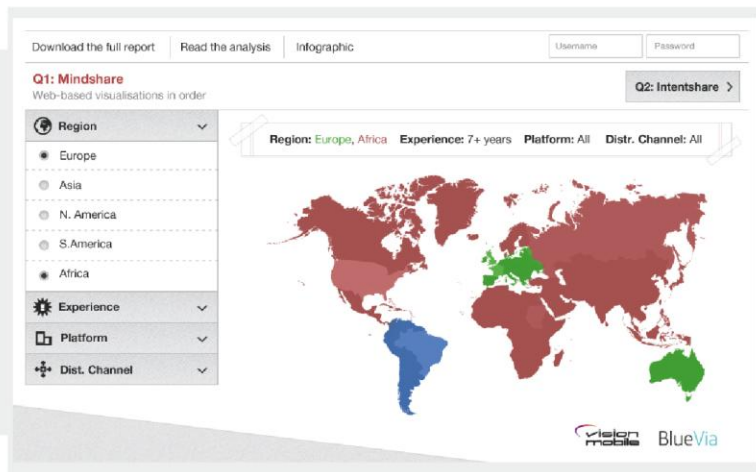 Download the full report Read the analysis Infographic Username Password
Q1: Mindshare
Web-based visualisations in order
Q2: Intentshare
Region
Region: Europe, Africa Experience: 7+ years Platform: All Distr. Channel: All
Europe
Asia
N. America
S.America
Africa
Experience
Platform
Dist. Channel
vision
mobile
BlueVia